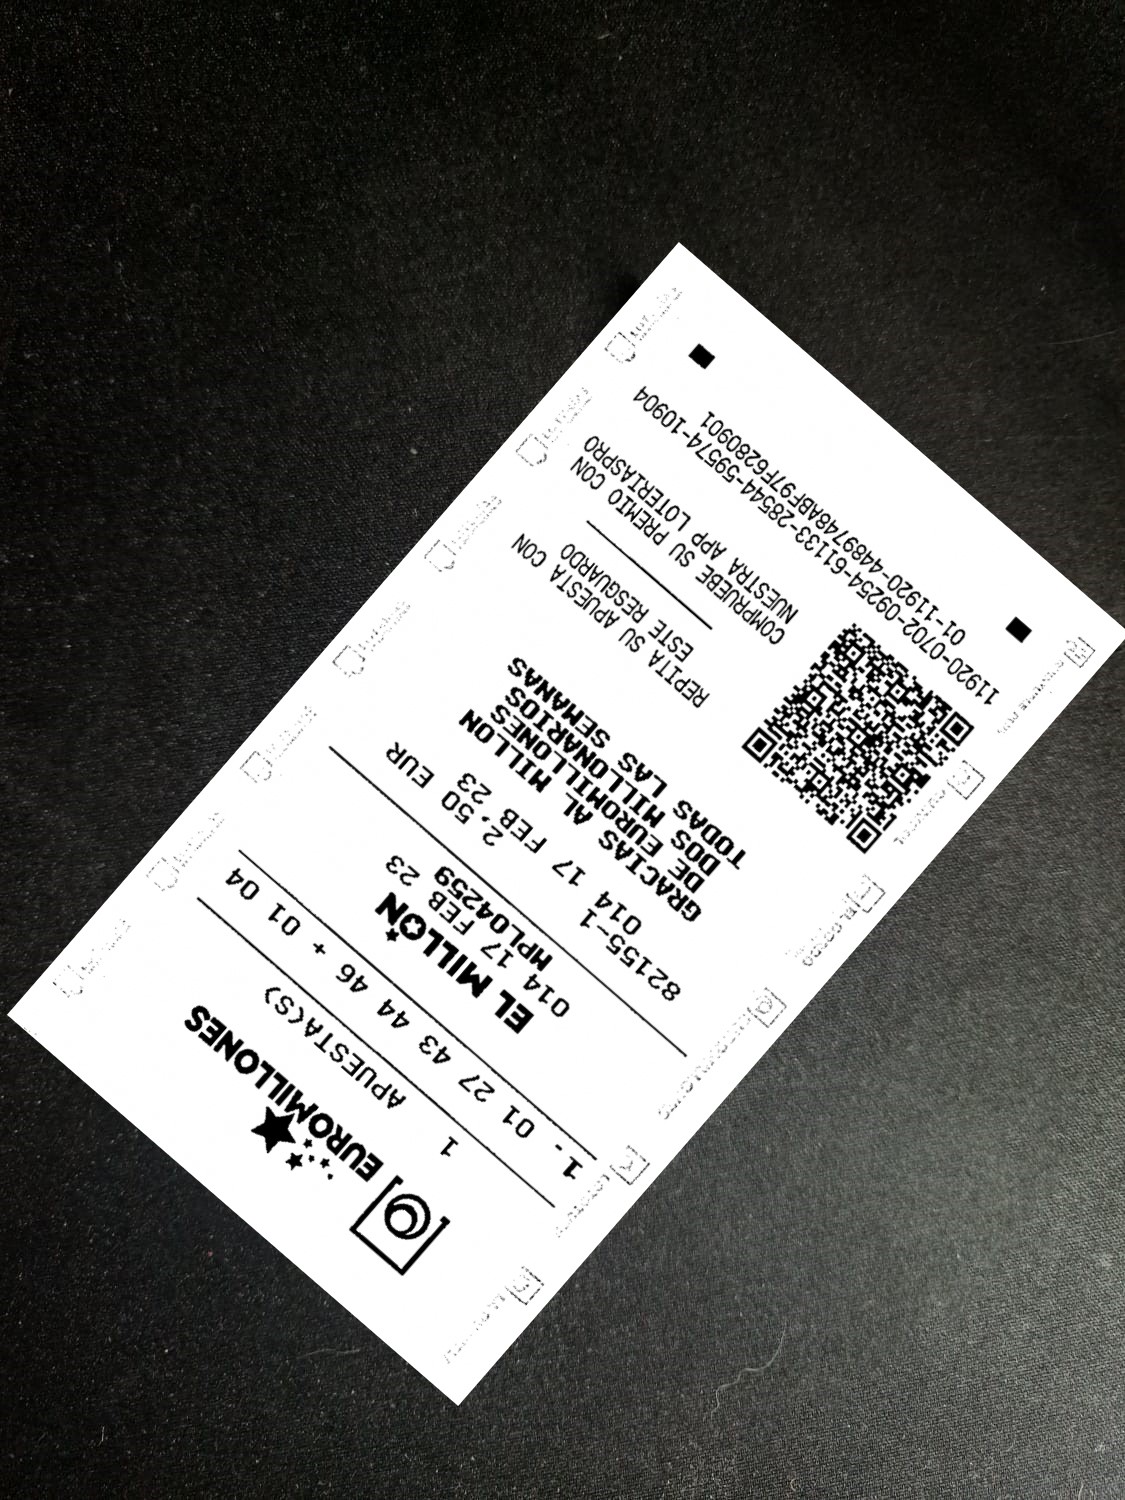 EUROMILLONES
1 APUESTA(S)
1. 01 27 43 44 46 + 01 04
EL MILLÓN
014 17 FEB 23
MPL04259
2,50 EUR
82155-1
014 17 FEB 23
GRACIAS AL MILLON
DE EUROMILLONES
DOS MILLONARIOS
TODAS LAS SEMANAS
REPITA SU APUESTA CON
ESTE RESGUARDO
COMPRUEBE SU PREMIO CON
NUESTRA APP LOTERIASPRO
01-11920-4489748ABF97F6280901
11920-0702-09254-61133-28544-59574-10904